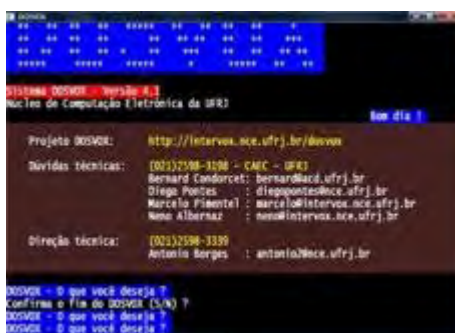 DOSVOX
Sistema DOSVOX - Versão 4.1
Núcleo de Computação Eletrônica da UFRJ
Bom dia !
Projeto DOSVOX: http://intervox.nce.ufrj.br/dosvox
Dúvidas técnicas: (021)2598-3198 - CAEC - UFRJ
Bernard Condorcet: bernard@acd.ufrj.br
Diego Pontes : diegopontes@nce.ufrj.br
Marcelo Pimentel : marcelo@intervox.nce.ufrj.br
Neno Albernaz : neno@intervox.nce.ufrj.br
Direção técnica: (021)2598-3339
Antonio Borges : antonio2@nce.ufrj.br
DOSVOX - O que você deseja ?
Confirma o fim do DOSVOX (S/N) ?
DOSVOX - O que você deseja ?
DOSVOX - O que você deseja ?